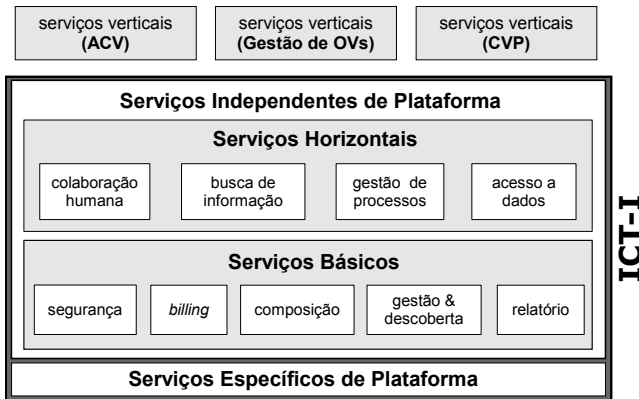 serviços verticais
(ACV)
serviços verticais
(Gestão de OVs)
serviços verticais
(CVP)
Serviços Independentes de Plataforma
Serviços Horizontais
colaboração
humana
busca de
informação
gestão de
processos
acesso a
dados
Serviços Básicos
segurança
billing
composição
gestão &
descoberta
relatório
Serviços Específicos de Plataforma
ICT-I